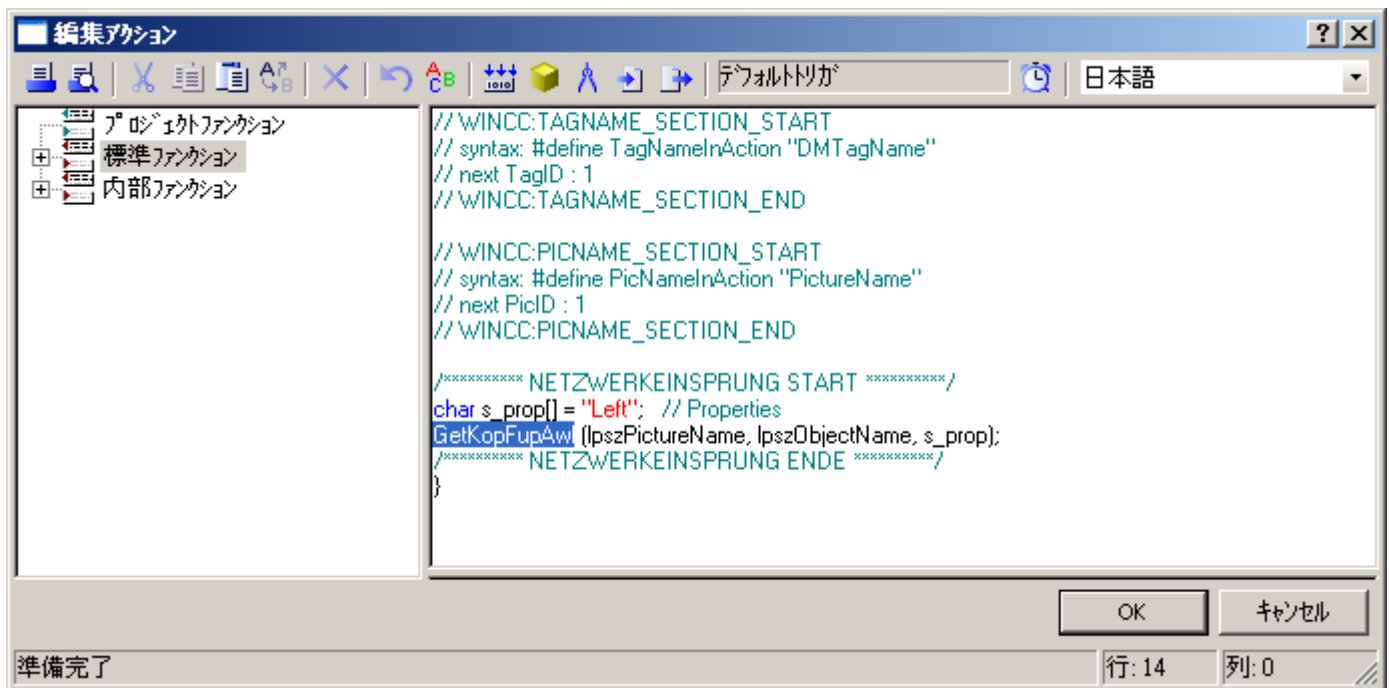 編集ｱｸｼｮﾝ
ﾃﾞﾌｫﾙﾄﾄﾘｶﾞ
日本語
ﾌﾟﾛｼﾞｪｸﾄﾌｧﾝｸｼｮﾝ
標準ﾌｧﾝｸｼｮﾝ
内部ﾌｧﾝｸｼｮﾝ
// WINCC:TAGNAME_SECTION_START
// syntax: #define TagNameInAction "DMTagName"
// next TagID : 1
// WINCC:TAGNAME_SECTION_END
// WINCC:PICNAME_SECTION_START
// syntax: #define PicNameInAction "PictureName"
// next PicID : 1
// WINCC:PICNAME_SECTION_END
/********** NETZWERKEINSPRUNG START **********/
char s_prop[] = "Left";   // Properties
GetKopFupAwl (lpszPictureName, lpszObjectName, s_prop);
/********** NETZWERKEINSPRUNG ENDE **********/
}
OK
ｷｬﾝｾﾙ
準備完了
行: 14
列: 0